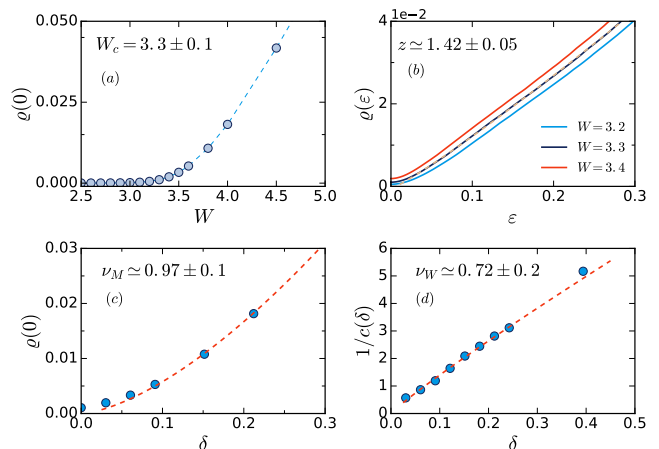 0.050
0.025
0.000
ϱ(0)
W_c = 3.3 ± 0.1
(a)
2.5 3.0 3.5 4.0 4.5 5.0
W
1e−2
4
2
0
ϱ(ε)
z ≃ 1.42 ± 0.05
(b)
W = 3.2
W = 3.3
W = 3.4
0.0 0.1 0.2 0.3
ε
0.03
0.02
0.01
0.00
ϱ(0)
ν_M ≃ 0.97 ± 0.1
(c)
0.0 0.1 0.2 0.3
δ
6
5
4
3
2
1
0
1/c(δ)
ν_W ≃ 0.72 ± 0.2
(d)
0.0 0.1 0.2 0.3 0.4 0.5
δ